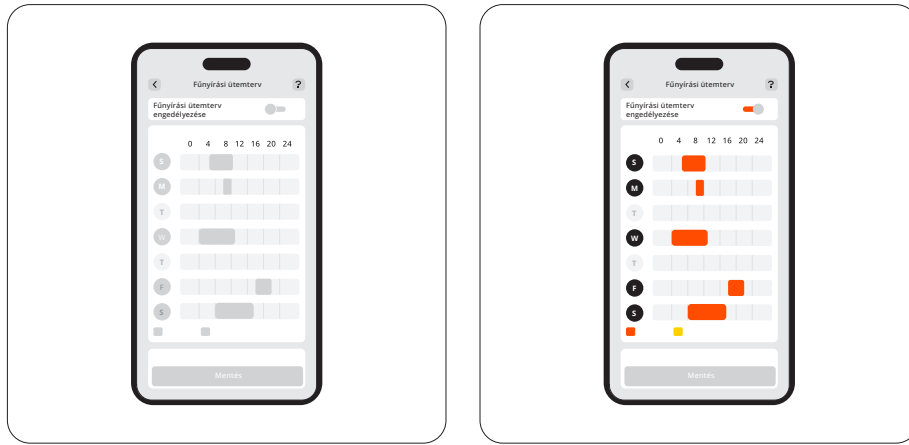 Fűnyírási ütemterv ?
Fűnyírási ütemterv
engedélyezése
0 4 8 12 16 20 24
S
M
T
W
T
F
S
Mentés
Fűnyírási ütemterv ?
Fűnyírási ütemterv
engedélyezése
0 4 8 12 16 20 24
S
M
T
W
T
F
S
Mentés